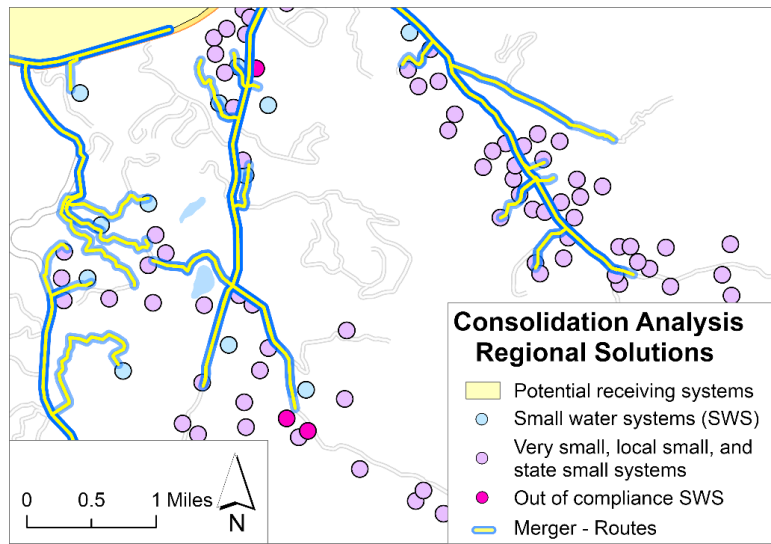 Consolidation Analysis
Regional Solutions
Potential receiving systems
Small water systems (SWS)
Very small, local small, and
state small systems
Out of compliance SWS
Merger - Routes
0 0.5 1 Miles
N